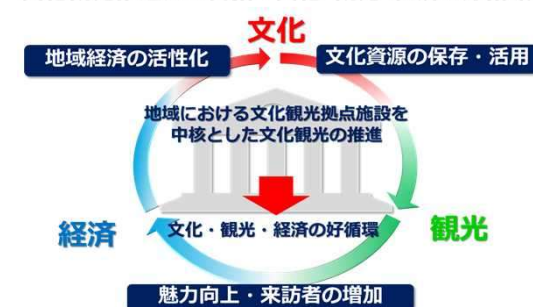 文化
地域経済の活性化
文化資源の保存・活用
地域における文化観光拠点施設を
中核とした文化観光の推進
経済
文化・観光・経済の好循環
観光
魅力向上・来訪者の増加